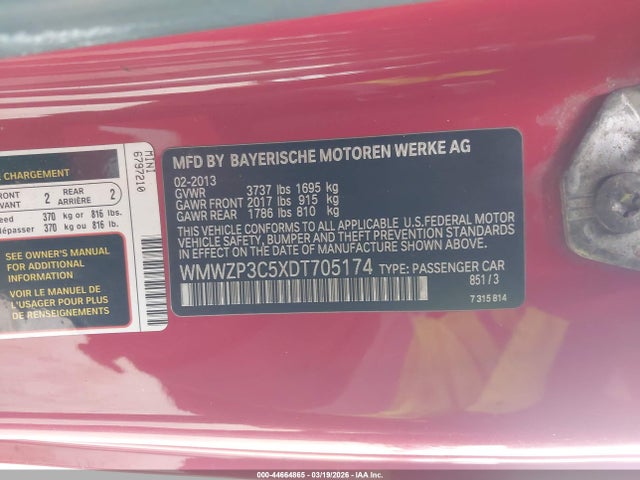 CHARGEMENT
FRONT
AVANT 2 REAR
ARRIÈRE 2
370 kg or 816 lbs.
370 kg ou 816 lb.
SEE OWNER'S MANUAL
FOR ADDITIONAL
INFORMATION
VOIR LE MANUEL DE
L'USAGER POUR PLUS DE
RENSEIGNEMENTS
MINI
6797210
MFD BY BAYERISCHE MOTOREN WERKE AG
02-2013
GVWR 3737 lbs 1695 kg
GAWR FRONT 2017 lbs 915 kg
GAWR REAR 1786 lbs 810 kg
THIS VEHICLE CONFORMS TO ALL APPLICABLE U.S. FEDERAL MOTOR
VEHICLE SAFETY, BUMPER, AND THEFT PREVENTION STANDARDS
IN EFFECT ON THE DATE OF MANUFACTURE SHOWN ABOVE.
WMWZP3C5XDT705174 TYPE: PASSENGER CAR
851/3
7 315 814
000-44664865 | 03/19/2026 | IAA Inc.